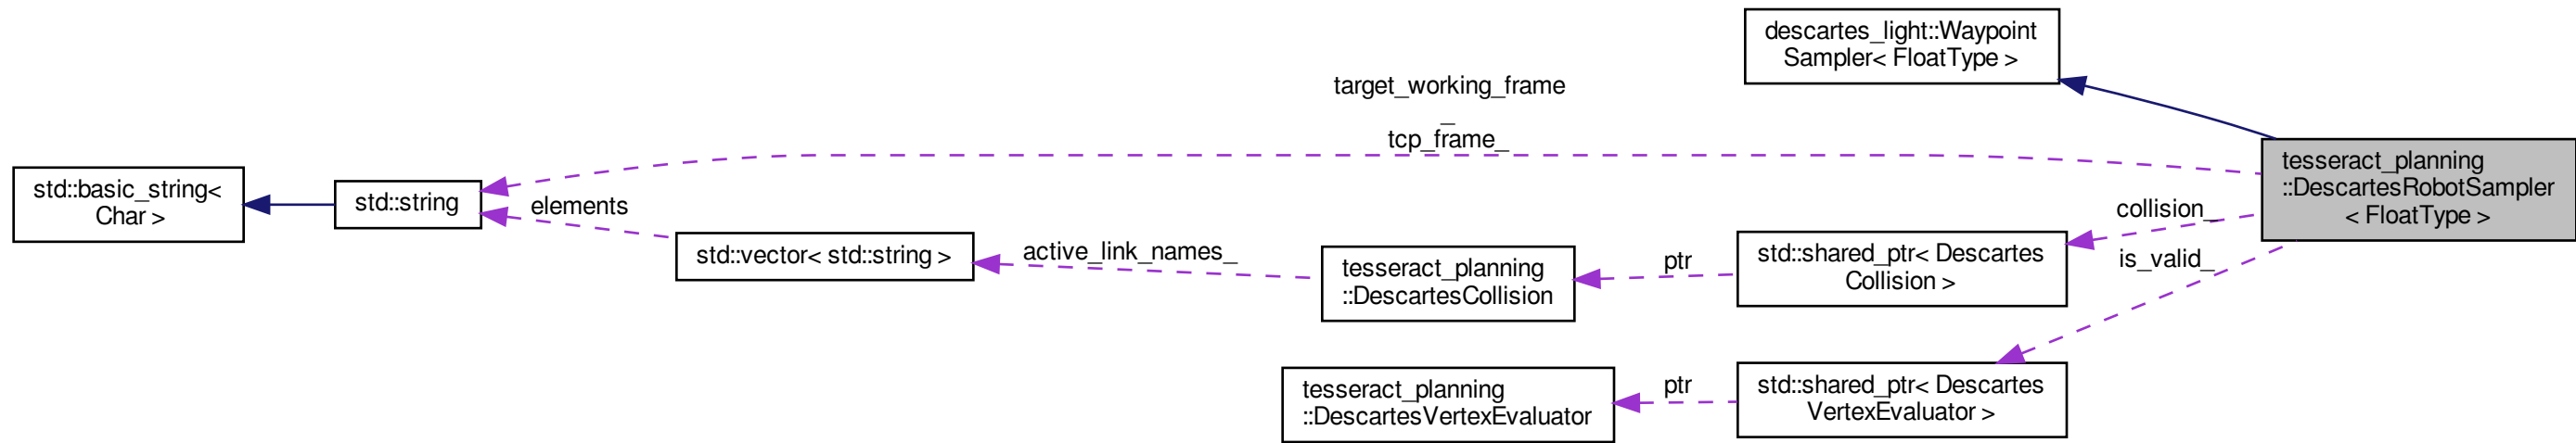 descartes_light::Waypoint
Sampler< FloatType >
target_working_frame
_
tcp_frame_
tesseract_planning
::DescartesRobotSampler
< FloatType >
std::basic_string<
Char >
std::string
elements
std::vector< std::string >
active_link_names_
tesseract_planning
::DescartesCollision
ptr
std::shared_ptr< Descartes
Collision >
collision_
is_valid_
tesseract_planning
::DescartesVertexEvaluator
ptr
std::shared_ptr< Descartes
VertexEvaluator >